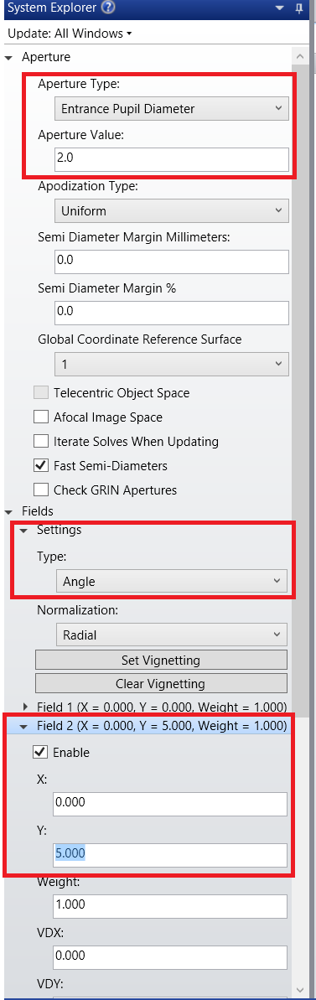 System Explorer ?
Update: All Windows
Aperture
Aperture Type:
Entrance Pupil Diameter
Aperture Value:
2.0
Apodization Type:
Uniform
Semi Diameter Margin Millimeters:
0.0
Semi Diameter Margin %
0.0
Global Coordinate Reference Surface
1
Telecentric Object Space
Afocal Image Space
Iterate Solves When Updating
Fast Semi-Diameters
Check GRIN Apertures
Fields
Settings
Type:
Angle
Normalization:
Radial
Set Vignetting
Clear Vignetting
Field 1 (X = 0.000, Y = 0.000, Weight = 1.000)
Field 2 (X = 0.000, Y = 5.000, Weight = 1.000)
Enable
X:
0.000
Y:
5.000
Weight:
1.000
VDX:
0.000
VDY: